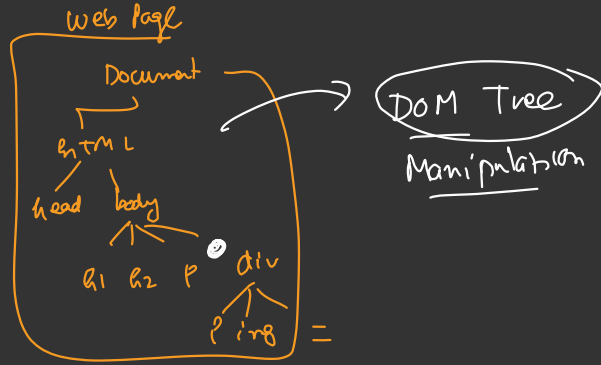 Web Page
Document
DOM Tree
Manipulation
HTML
head body
h1 h2 P div
P img =